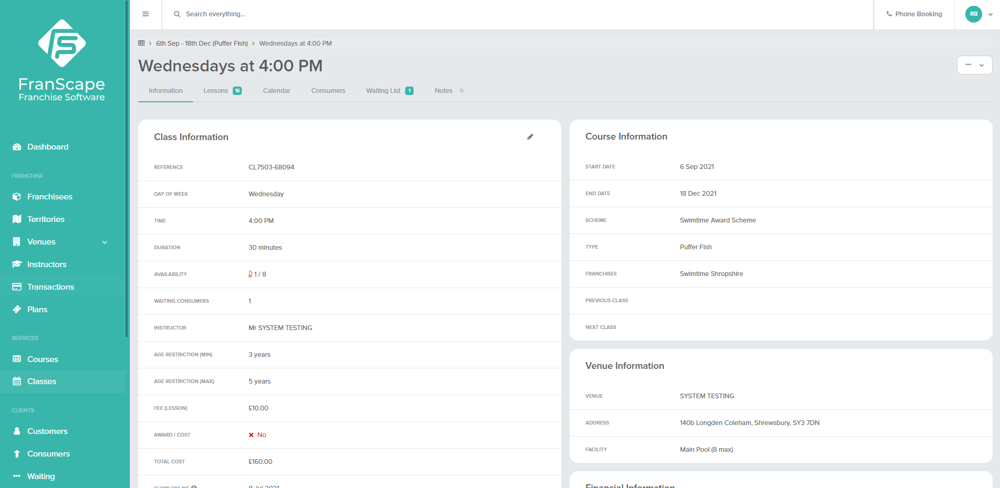 FranScape
Franchise Software
Dashboard
FRANCHISE
Franchisees
Territories
Venues
Instructors
Transactions
Plans
SERVICES
Courses
Classes
CLIENTS
Customers
Consumers
Waiting
Search everything...
Phone Booking
RB
6th Sep - 18th Dec (Puffer Fish) > Wednesdays at 4:00 PM
Wednesdays at 4:00 PM
Information Lessons 16 Calendar Consumers Waiting List 1 Notes 0
Class Information
REFERENCE CL7503-68094
DAY OF WEEK Wednesday
TIME 4:00 PM
DURATION 30 minutes
AVAILABILITY 1 / 8
WAITING CONSUMERS 1
INSTRUCTOR Mr SYSTEM TESTING
AGE RESTRICTION (MIN) 3 years
AGE RESTRICTION (MAX) 5 years
FEE (LESSON) £10.00
AWARD / COST No
TOTAL COST £160.00
SHOW ONLINE 8 Jul 2021
Course Information
START DATE 6 Sep 2021
END DATE 18 Dec 2021
SCHEME Swimtime Award Scheme
TYPE Puffer Fish
FRANCHISEE Swimtime Shropshire
PREVIOUS CLASS
NEXT CLASS
Venue Information
VENUE SYSTEM TESTING
ADDRESS 140b Longden Coleham, Shrewsbury, SY3 7DN
FACILITY Main Pool (8 max)
Financial Information